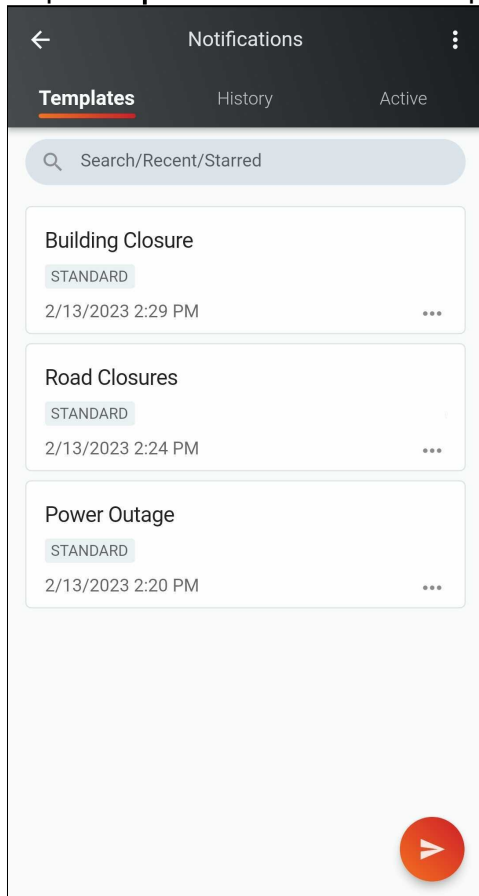 Notifications
Templates History Active
Search/Recent/Starred
Building Closure
STANDARD
2/13/2023 2:29 PM
Road Closures
STANDARD
2/13/2023 2:24 PM
Power Outage
STANDARD
2/13/2023 2:20 PM